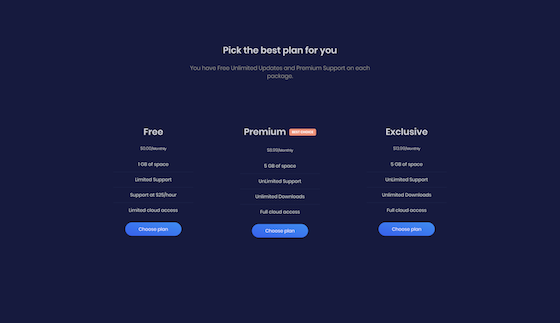 Pick the best plan for you
You have Free Unlimited Updates and Premium Support on each
package.
Free
$0.00/Monthly
1 GB of space
Limited Support
Support at $25/hour
Limited cloud access
Choose plan
Premium
$9.99/Monthly
5 GB of space
UnLimited Support
Unlimited Downloads
Full cloud access
Choose plan
Exclusive
$13.99/Monthly
5 GB of space
UnLimited Support
Unlimited Downloads
Full cloud access
Choose plan